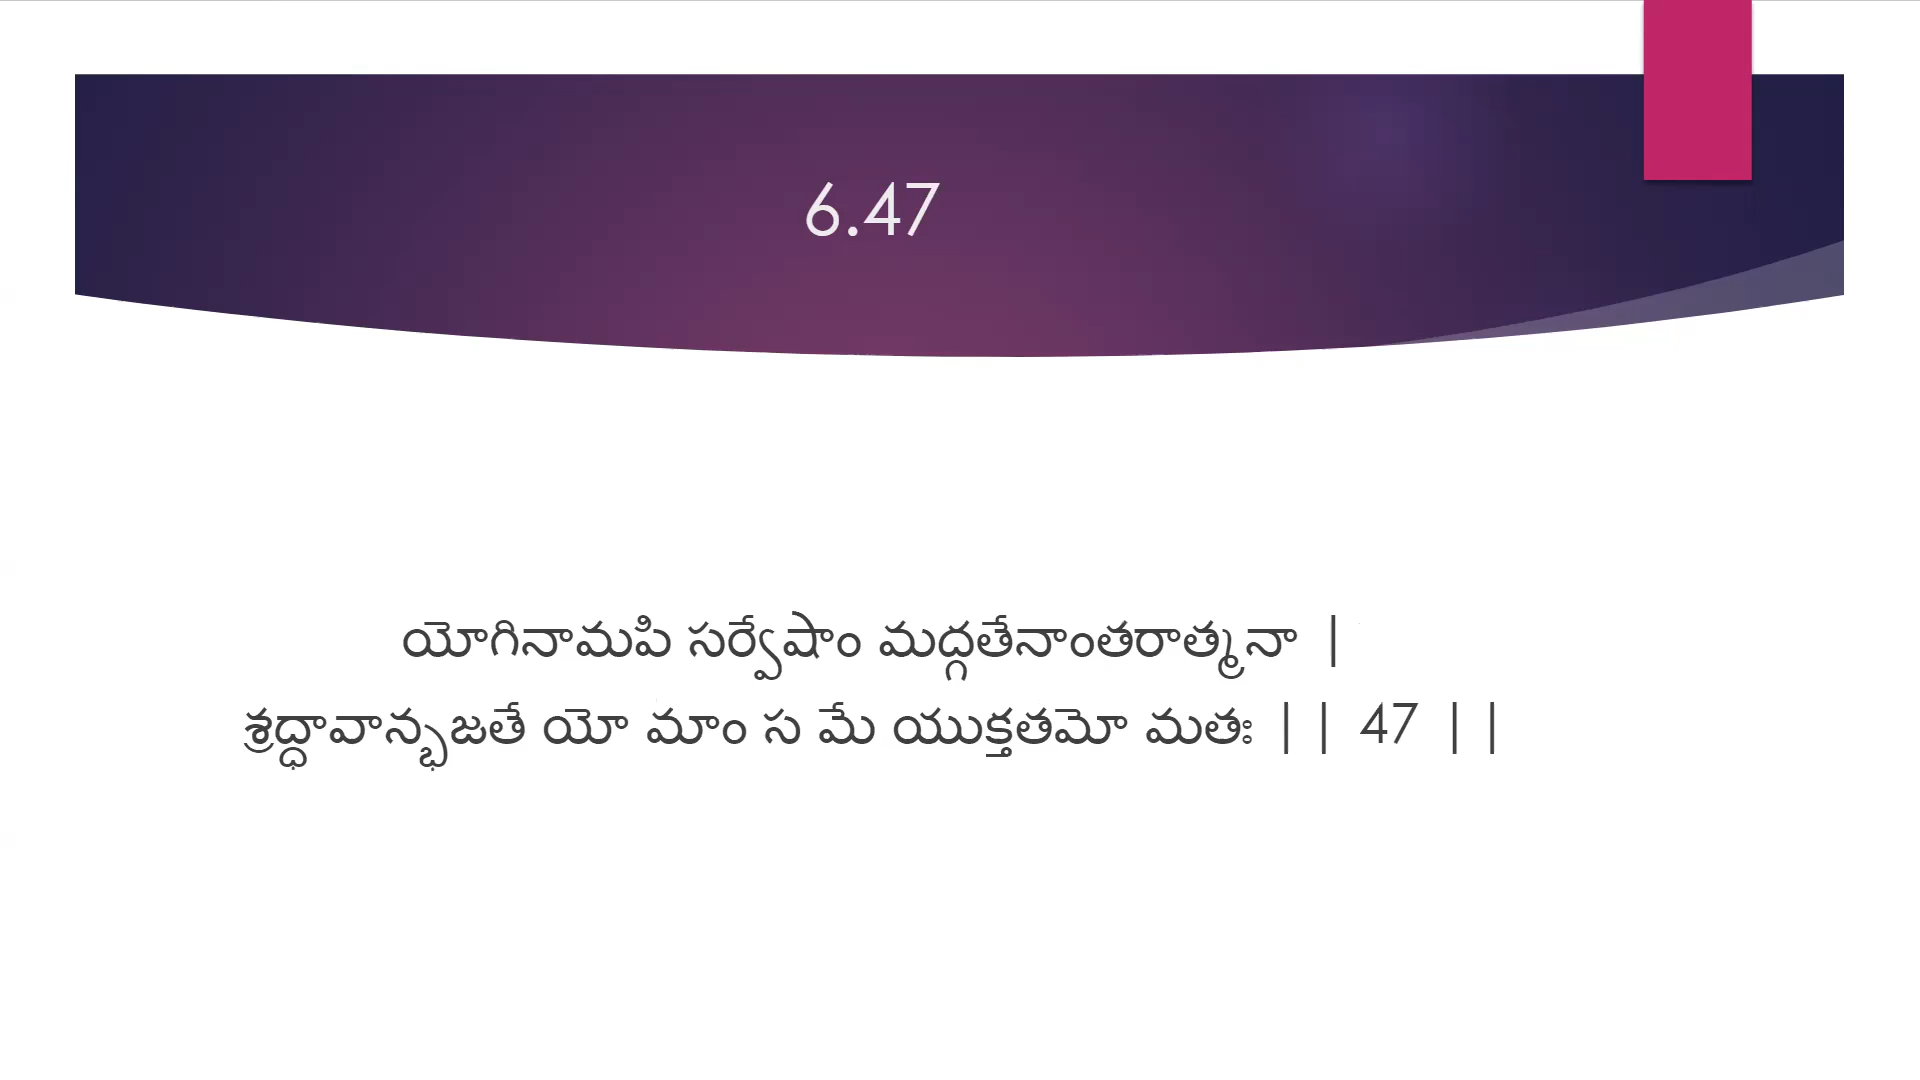 6.47
యోగినామపి సర్వేషాం మద్గతేనాంతరాత్మనా |
శ్రద్ధావాన్భజతే యో మాం స మే యుక్తతమో మతః || 47 ||